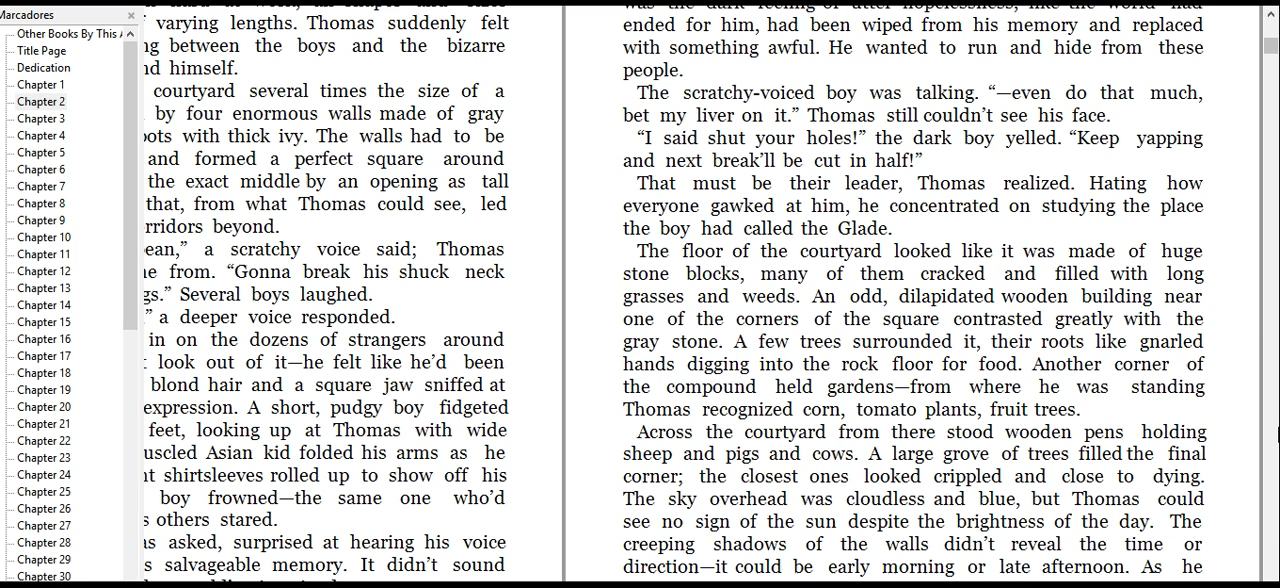 Marcadores
Other Books By This A
Title Page
Dedication
Chapter 1
Chapter 2
Chapter 3
Chapter 4
Chapter 5
Chapter 6
Chapter 7
Chapter 8
Chapter 9
Chapter 10
Chapter 11
Chapter 12
Chapter 13
Chapter 14
Chapter 15
Chapter 16
Chapter 17
Chapter 18
Chapter 19
Chapter 20
Chapter 21
Chapter 22
Chapter 23
Chapter 24
Chapter 25
Chapter 26
Chapter 27
Chapter 28
Chapter 29
Chapter 30
varying lengths. Thomas suddenly felt
ng between the boys and the bizarre
nd himself.
courtyard several times the size of a
by four enormous walls made of gray
oots with thick ivy. The walls had to be
and formed a perfect square around
the exact middle by an opening as tall
that, from what Thomas could see, led
rridors beyond.
ean,” a scratchy voice said; Thomas
he from. “Gonna break his shuck neck
gs.” Several boys laughed.
” a deeper voice responded.
in on the dozens of strangers around
t look out of it—he felt like he’d been
blond hair and a square jaw sniffed at
expression. A short, pudgy boy fidgeted
feet, looking up at Thomas with wide
uscled Asian kid folded his arms as he
ht shirtsleeves rolled up to show off his
boy frowned—the same one who’d
s others stared.
as asked, surprised at hearing his voice
s salvageable memory. It didn’t sound
was the dark feeling of utter hopelessness, like the world had
ended for him, had been wiped from his memory and replaced
with something awful. He wanted to run and hide from these
people.
The scratchy-voiced boy was talking. “—even do that much,
bet my liver on it.” Thomas still couldn’t see his face.
“I said shut your holes!” the dark boy yelled. “Keep yapping
and next break’ll be cut in half!”
That must be their leader, Thomas realized. Hating how
everyone gawked at him, he concentrated on studying the place
the boy had called the Glade.
The floor of the courtyard looked like it was made of huge
stone blocks, many of them cracked and filled with long
grasses and weeds. An odd, dilapidated wooden building near
one of the corners of the square contrasted greatly with the
gray stone. A few trees surrounded it, their roots like gnarled
hands digging into the rock floor for food. Another corner of
the compound held gardens—from where he was standing
Thomas recognized corn, tomato plants, fruit trees.
Across the courtyard from there stood wooden pens holding
sheep and pigs and cows. A large grove of trees filled the final
corner; the closest ones looked crippled and close to dying.
The sky overhead was cloudless and blue, but Thomas could
see no sign of the sun despite the brightness of the day. The
creeping shadows of the walls didn’t reveal the time or
direction—it could be early morning or late afternoon. As he